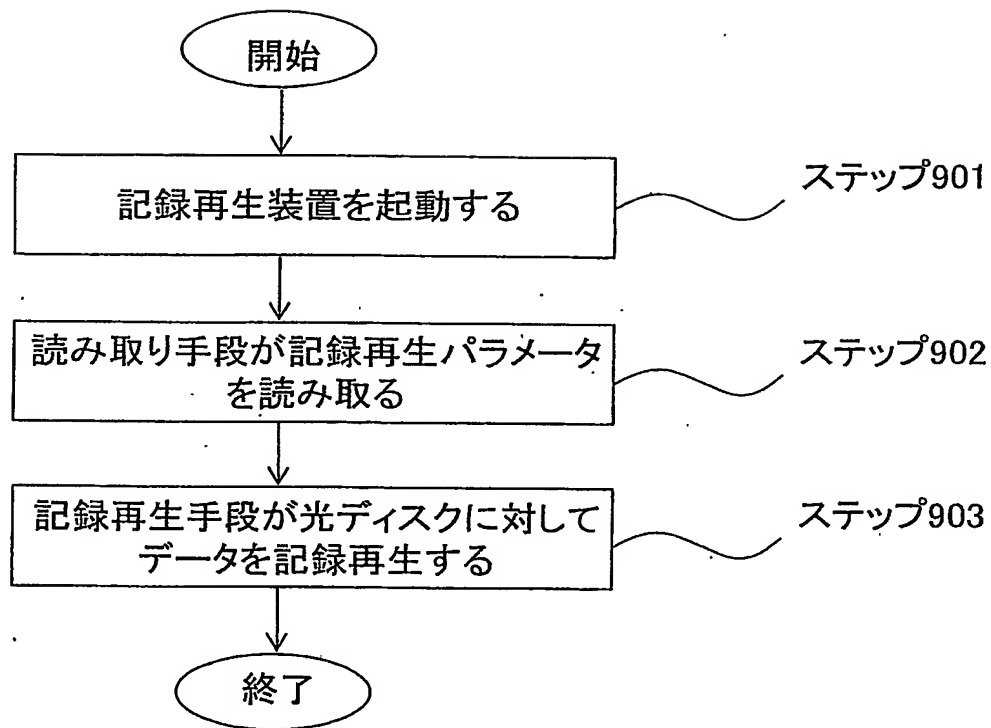 開始
記録再生装置を起動する
ステップ901
読み取り手段が記録再生パラメータ
を読み取る
ステップ902
記録再生手段が光ディスクに対して
データを記録再生する
ステップ903
終了